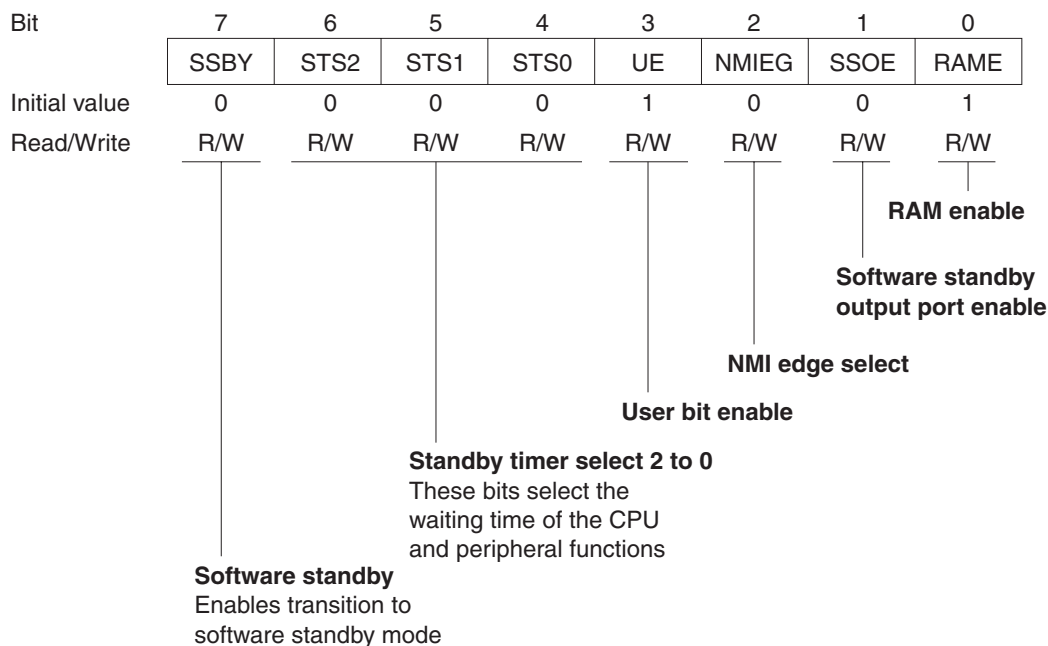 Bit 7 6 5 4 3 2 1 0
SSBY STS2 STS1 STS0 UE NMIEG SSOE RAME
Initial value 0 0 0 0 1 0 0 1
Read/Write R/W R/W R/W R/W R/W R/W R/W R/W
RAM enable
Software standby
output port enable
NMI edge select
User bit enable
Standby timer select 2 to 0
These bits select the
waiting time of the CPU
and peripheral functions
Software standby
Enables transition to
software standby mode